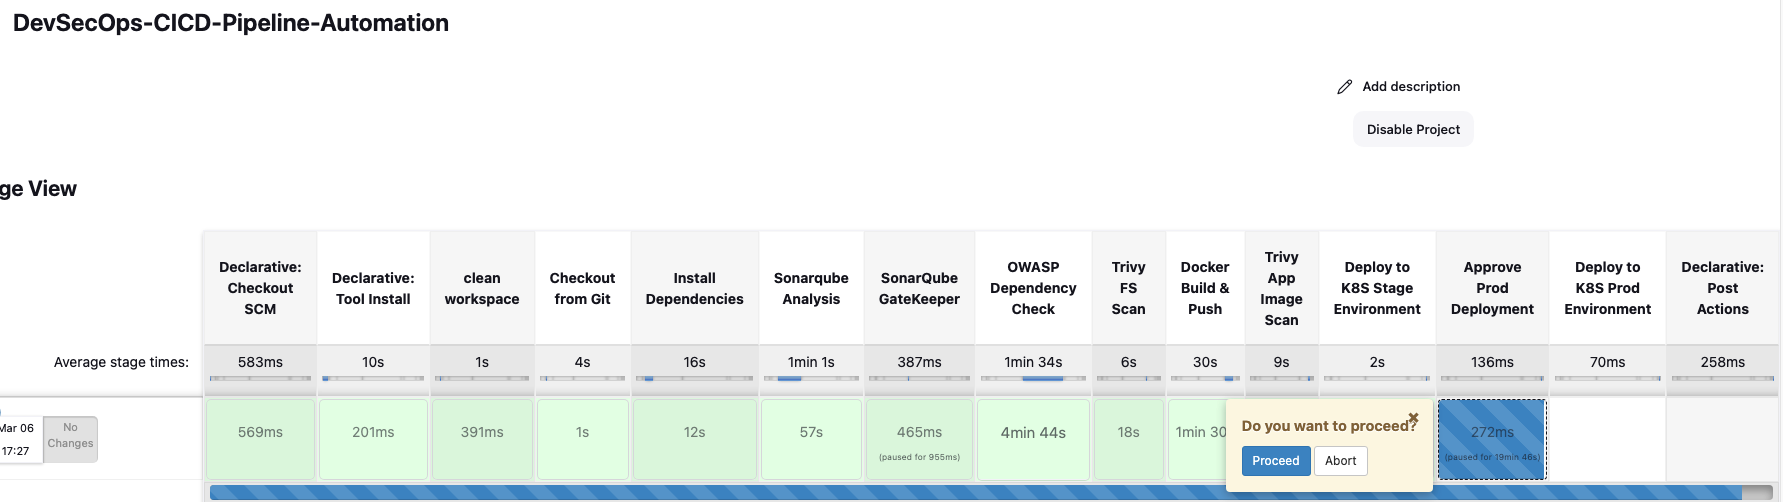 DevSecOps-CICD-Pipeline-Automation
Add description
Disable Project
ge View
Declarative:
Checkout
SCM
Declarative:
Tool Install
clean
workspace
Checkout
from Git
Install
Dependencies
Sonarqube
Analysis
SonarQube
GateKeeper
OWASP
Dependency
Check
Trivy
FS
Scan
Docker
Build &
Push
Trivy
App
Image
Scan
Deploy to
K8S Stage
Environment
Approve
Prod
Deployment
Deploy to
K8S Prod
Environment
Declarative:
Post
Actions
Average stage times:
583ms
10s
1s
4s
16s
1min 1s
387ms
1min 34s
6s
30s
9s
2s
136ms
70ms
258ms
Mar 06
17:27
No
Changes
569ms
201ms
391ms
1s
12s
57s
465ms
(paused for 955ms)
4min 44s
18s
1min 30
Do you want to proceed?
Proceed
Abort
272ms
(paused for 19min 46s)